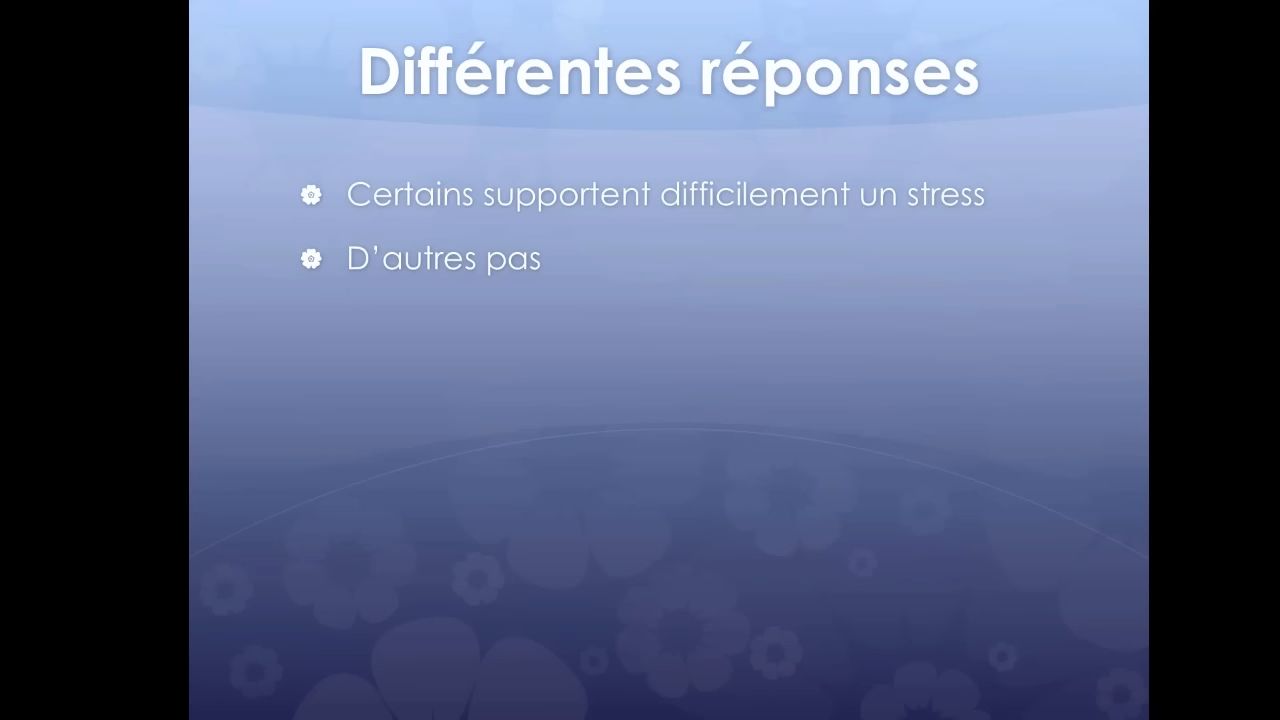 Différentes réponses
Certains supportent difficilement un stress
D’autres pas